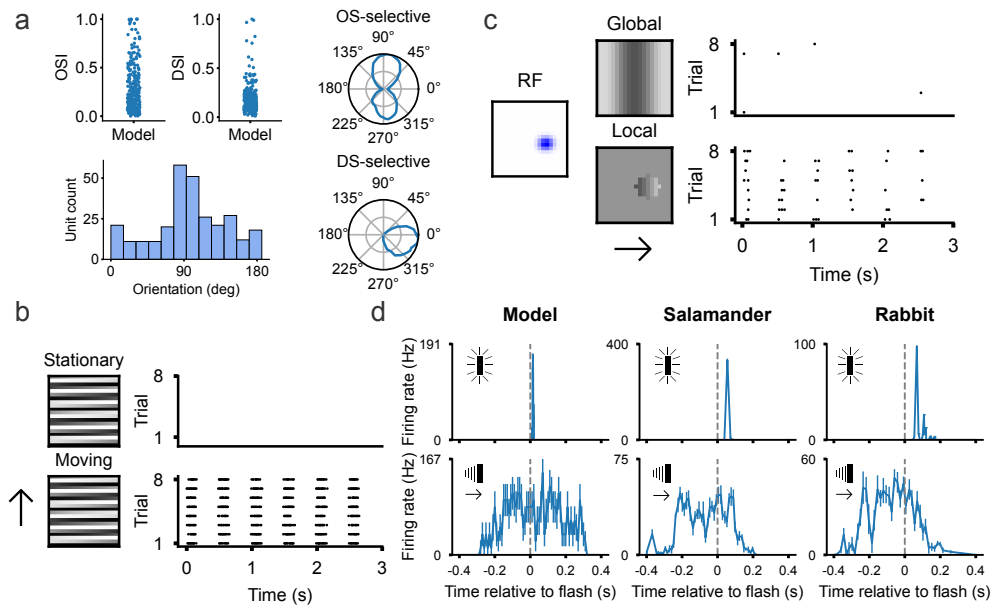 a
OSI
1.0
0.5
0.0
Model
DSI
1.0
0.5
0.0
Model
Unit count
50
25
0
0
90
180
Orientation (deg)
OS-selective
90°
135°
45°
180°
0°
225°
315°
270°
DS-selective
90°
135°
45°
180°
0°
225°
315°
270°
b
Stationary
Trial
8
1
Moving
Trial
8
1
0
1
2
3
Time (s)
c
RF
Global
Trial
8
1
Local
Trial
8
1
0
1
2
3
Time (s)
d
Model
Salamander
Rabbit
Firing rate (Hz)
191
0
400
0
100
0
Firing rate (Hz)
167
0
75
0
60
0
-0.4 -0.2 0 0.2 0.4
-0.4 -0.2 0 0.2 0.4
-0.4 -0.2 0 0.2 0.4
Time relative to flash (s)
Time relative to flash (s)
Time relative to flash (s)